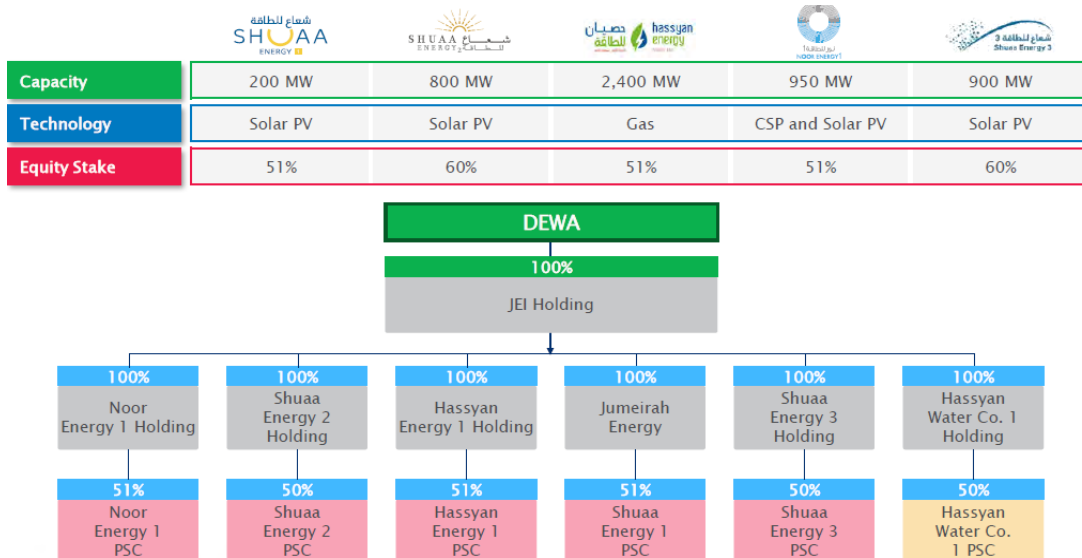 شعاع للطاقة
SHUAA
ENERGY 1
SHUAA شـــعـــــاع
ENERGY 2 للـطـــاقـــة
حصيان hassyan
للطاقة energy
نور للطاقة 1
NOOR ENERGY 1
شعاع للطاقة 3
Shuaa Energy 3
Capacity 200 MW 800 MW 2,400 MW 950 MW 900 MW
Technology Solar PV Solar PV Gas CSP and Solar PV Solar PV
Equity Stake 51% 60% 51% 51% 60%
DEWA
100%
JEI Holding
100% 100% 100% 100% 100% 100%
Noor
Energy 1 Holding
Shuaa
Energy 2
Holding
Hassyan
Energy 1 Holding
Jumeirah
Energy
Shuaa
Energy 3
Holding
Hassyan
Water Co. 1
Holding
51% 50% 51% 51% 50% 50%
Noor
Energy 1
PSC
Shuaa
Energy 2
PSC
Hassyan
Energy 1
PSC
Shuaa
Energy 1
PSC
Shuaa
Energy 3
PSC
Hassyan
Water Co.
1 PSC